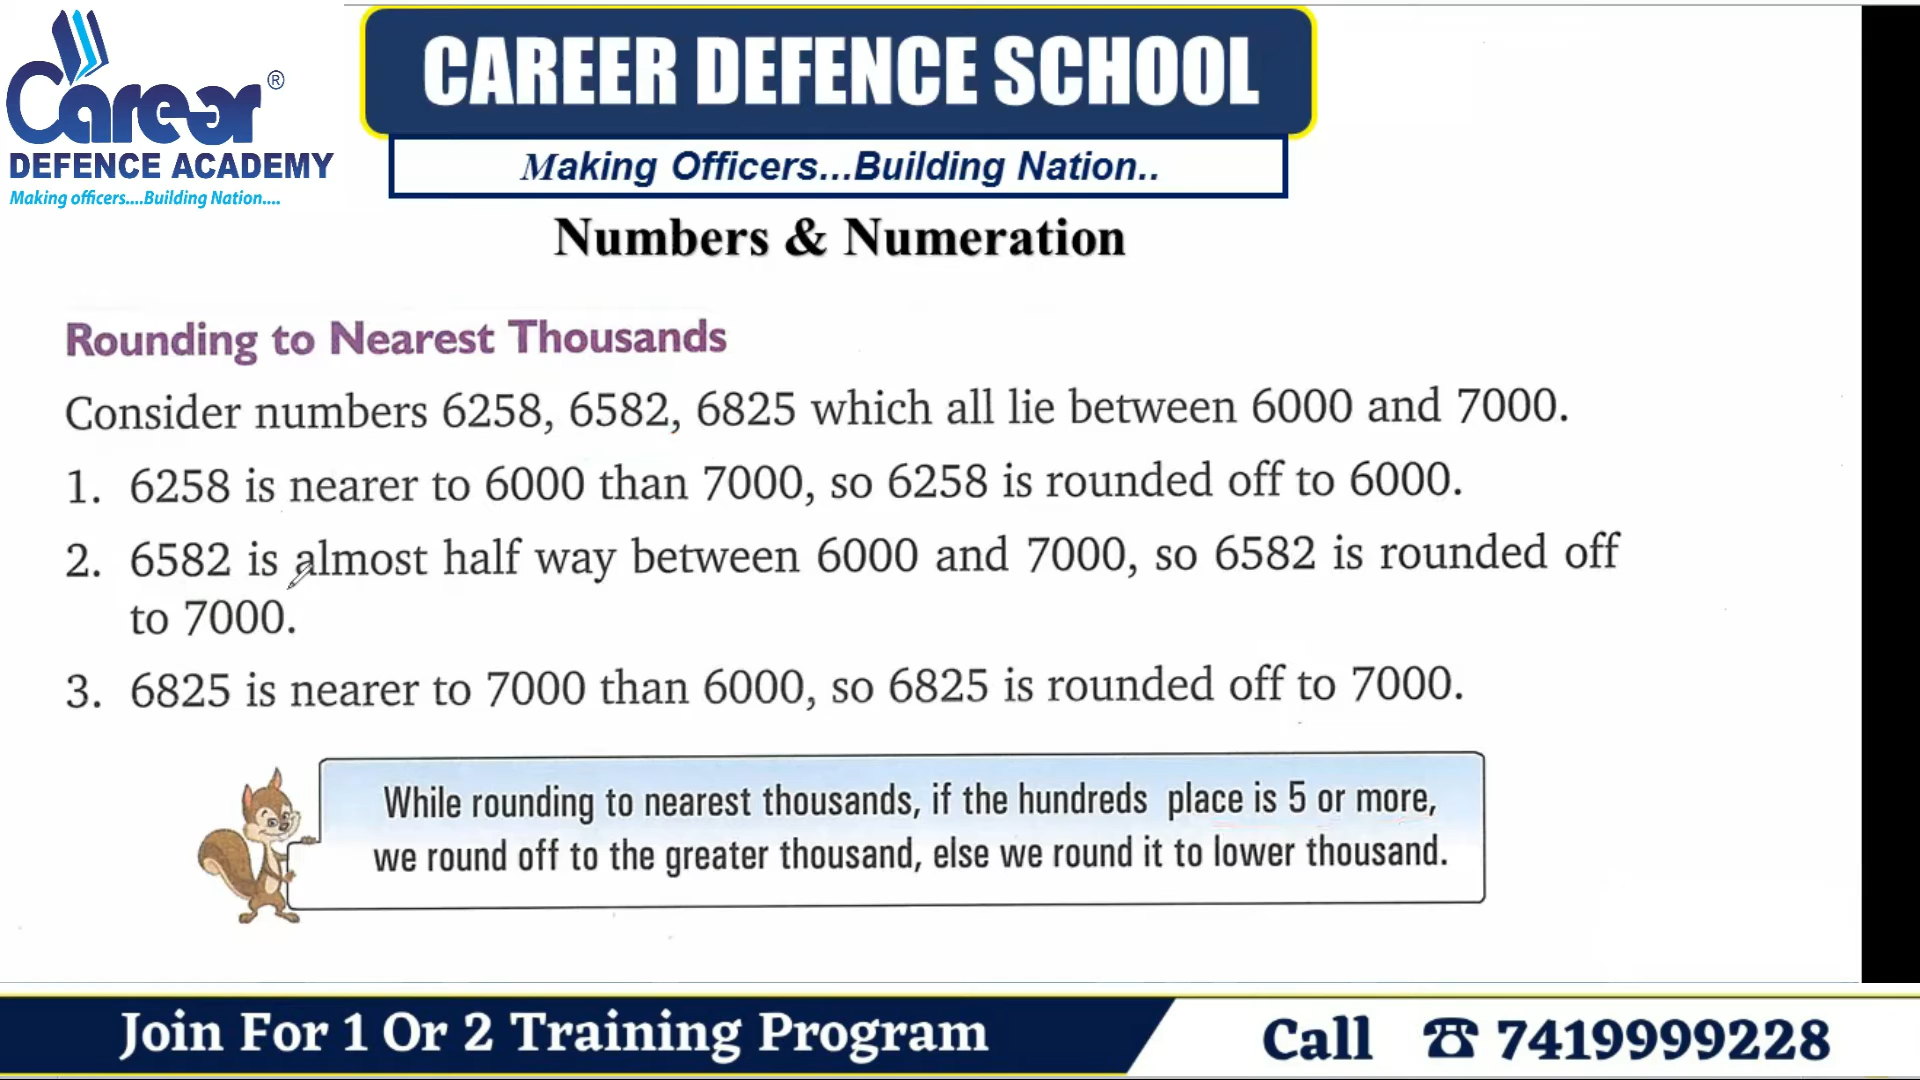 Career®
DEFENCE ACADEMY
Making officers....Building Nation....
CAREER DEFENCE SCHOOL
Making Officers...Building Nation..
Numbers & Numeration
Rounding to Nearest Thousands
Consider numbers 6258, 6582, 6825 which all lie between 6000 and 7000.
1. 6258 is nearer to 6000 than 7000, so 6258 is rounded off to 6000.
2. 6582 is almost half way between 6000 and 7000, so 6582 is rounded off
to 7000.
3. 6825 is nearer to 7000 than 6000, so 6825 is rounded off to 7000.
While rounding to nearest thousands, if the hundreds place is 5 or more,
we round off to the greater thousand, else we round it to lower thousand.
Join For 1 Or 2 Training Program
Call ☎ 7419999228